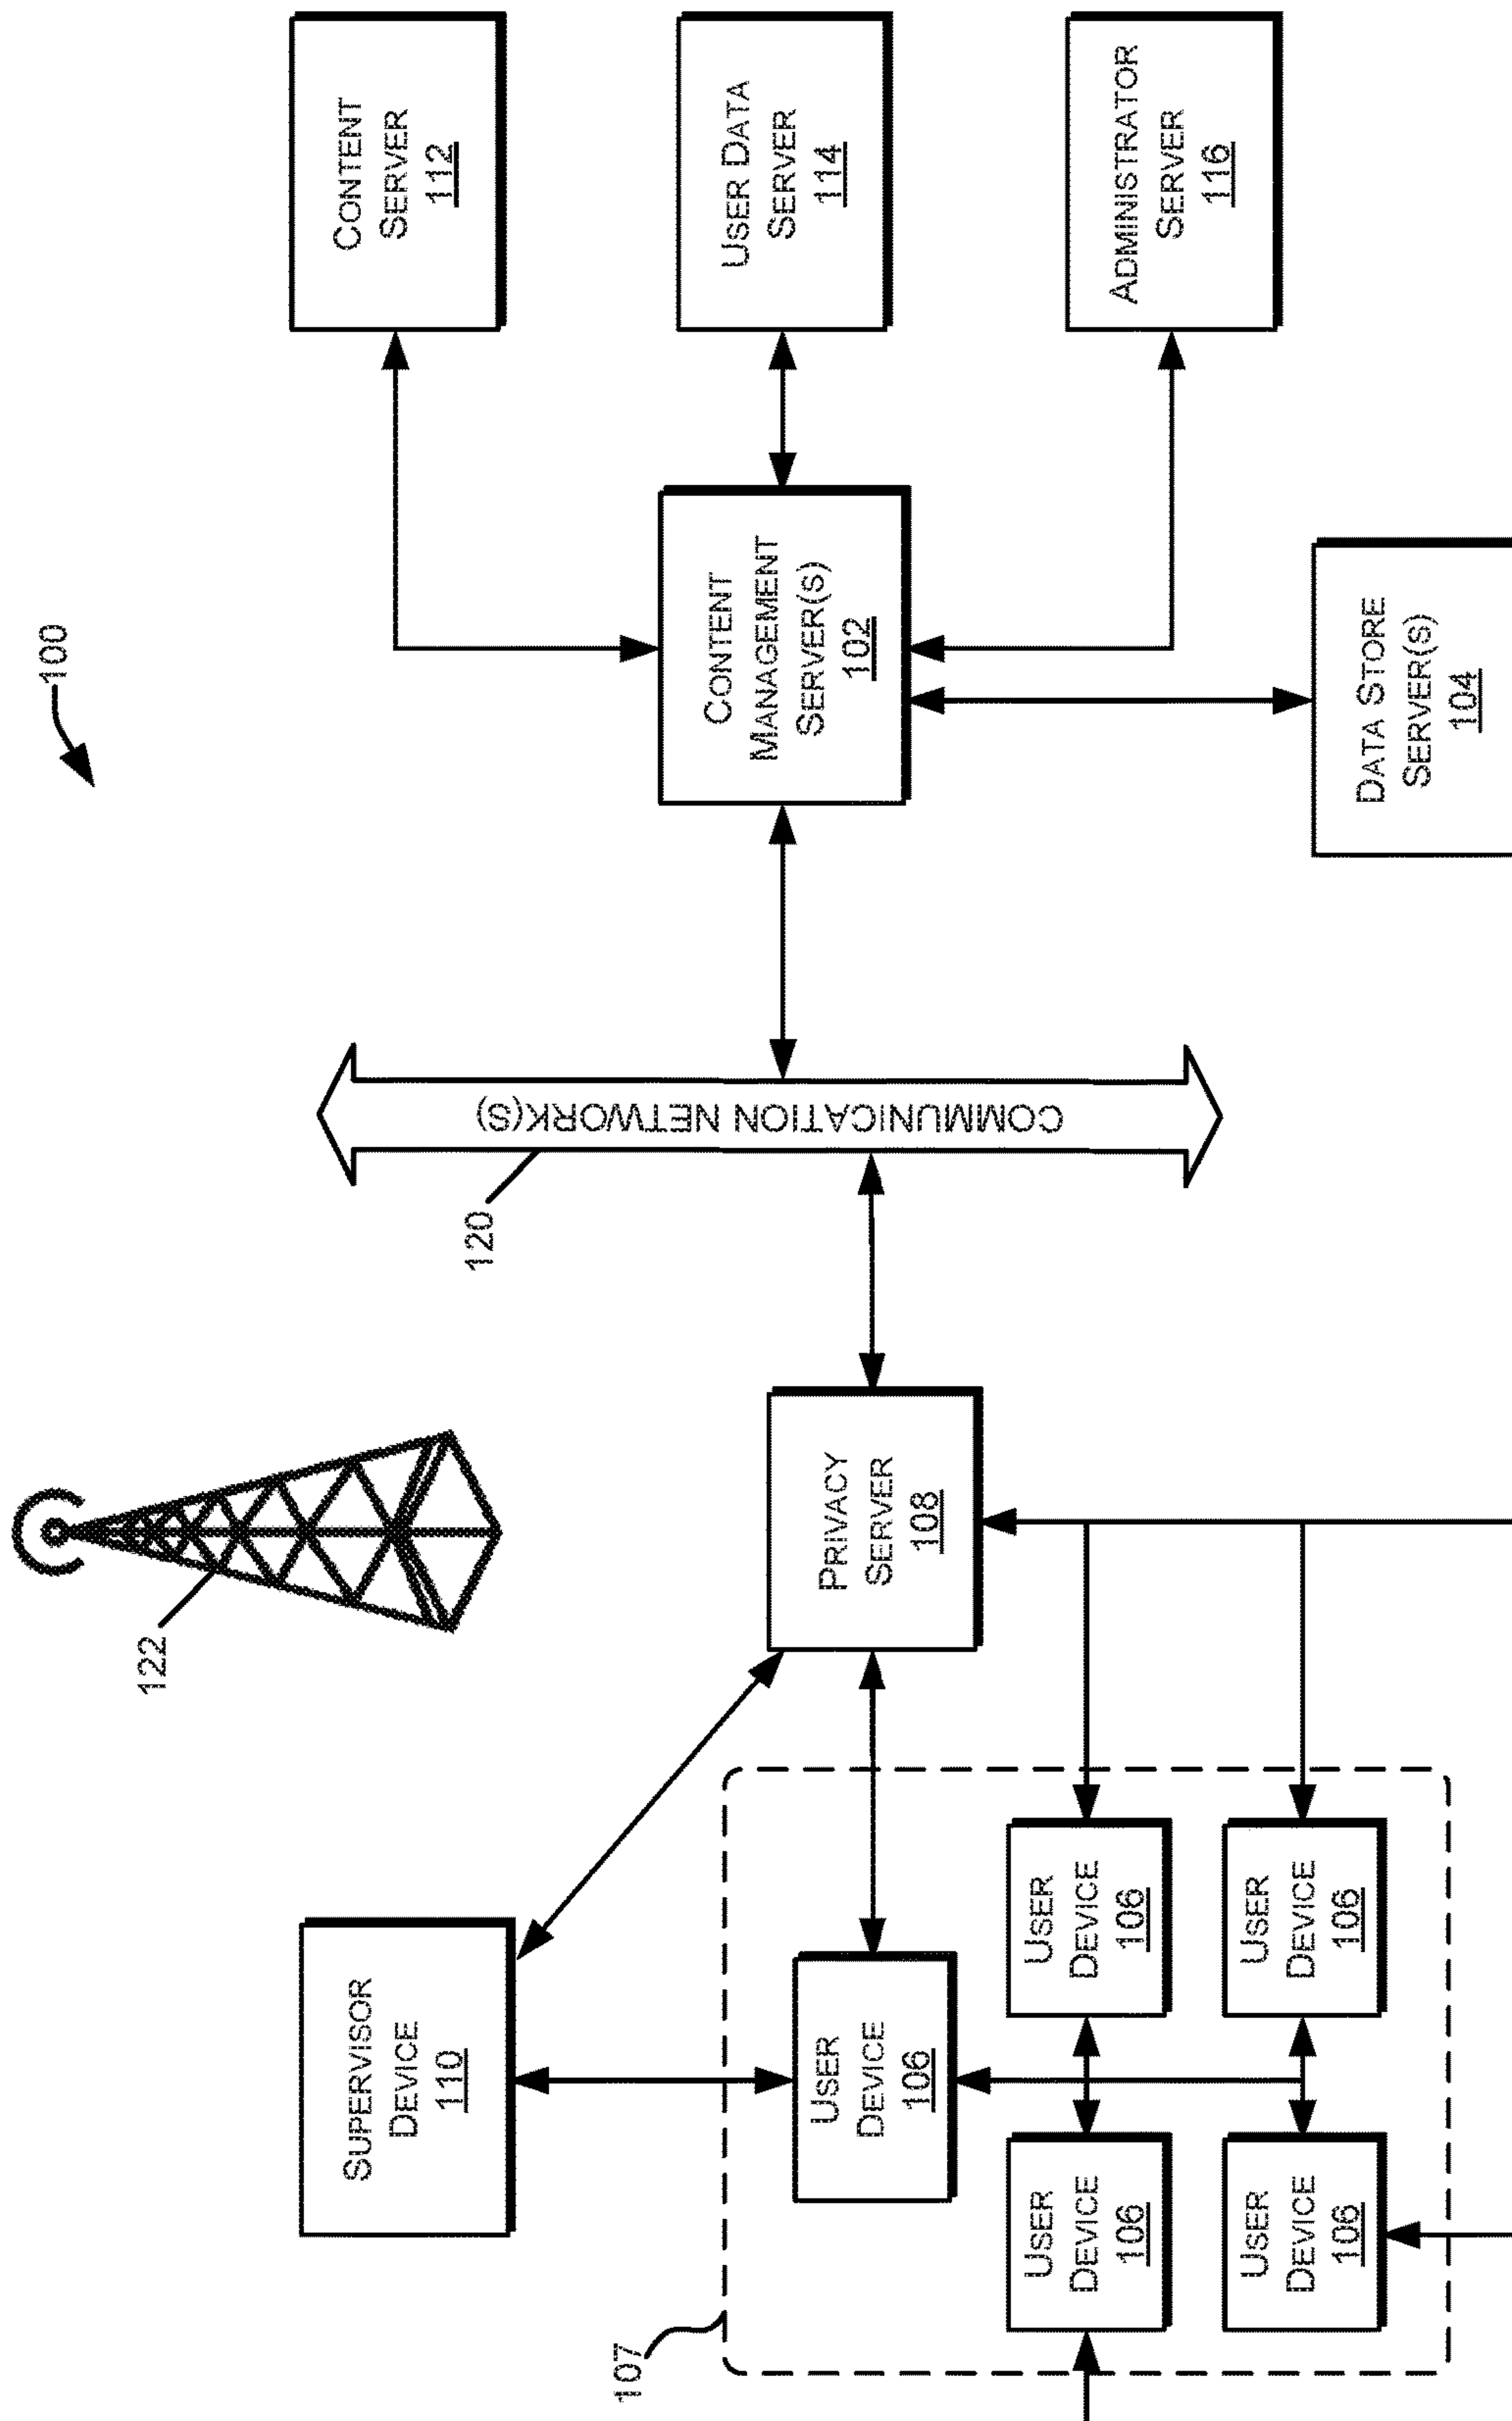 100
CONTENT
SERVER
112
USER DATA
SERVER
114
ADMINISTRATOR
SERVER
116
CONTENT
MANAGEMENT
SERVER(S)
102
DATA STORE
SERVER(S)
104
COMMUNICATION NETWORK(S)
120
122
PRIVACY
SERVER
108
SUPERVISOR
DEVICE
110
USER
DEVICE
106
USER
DEVICE
106
USER
DEVICE
106
USER
DEVICE
106
USER
DEVICE
106
107